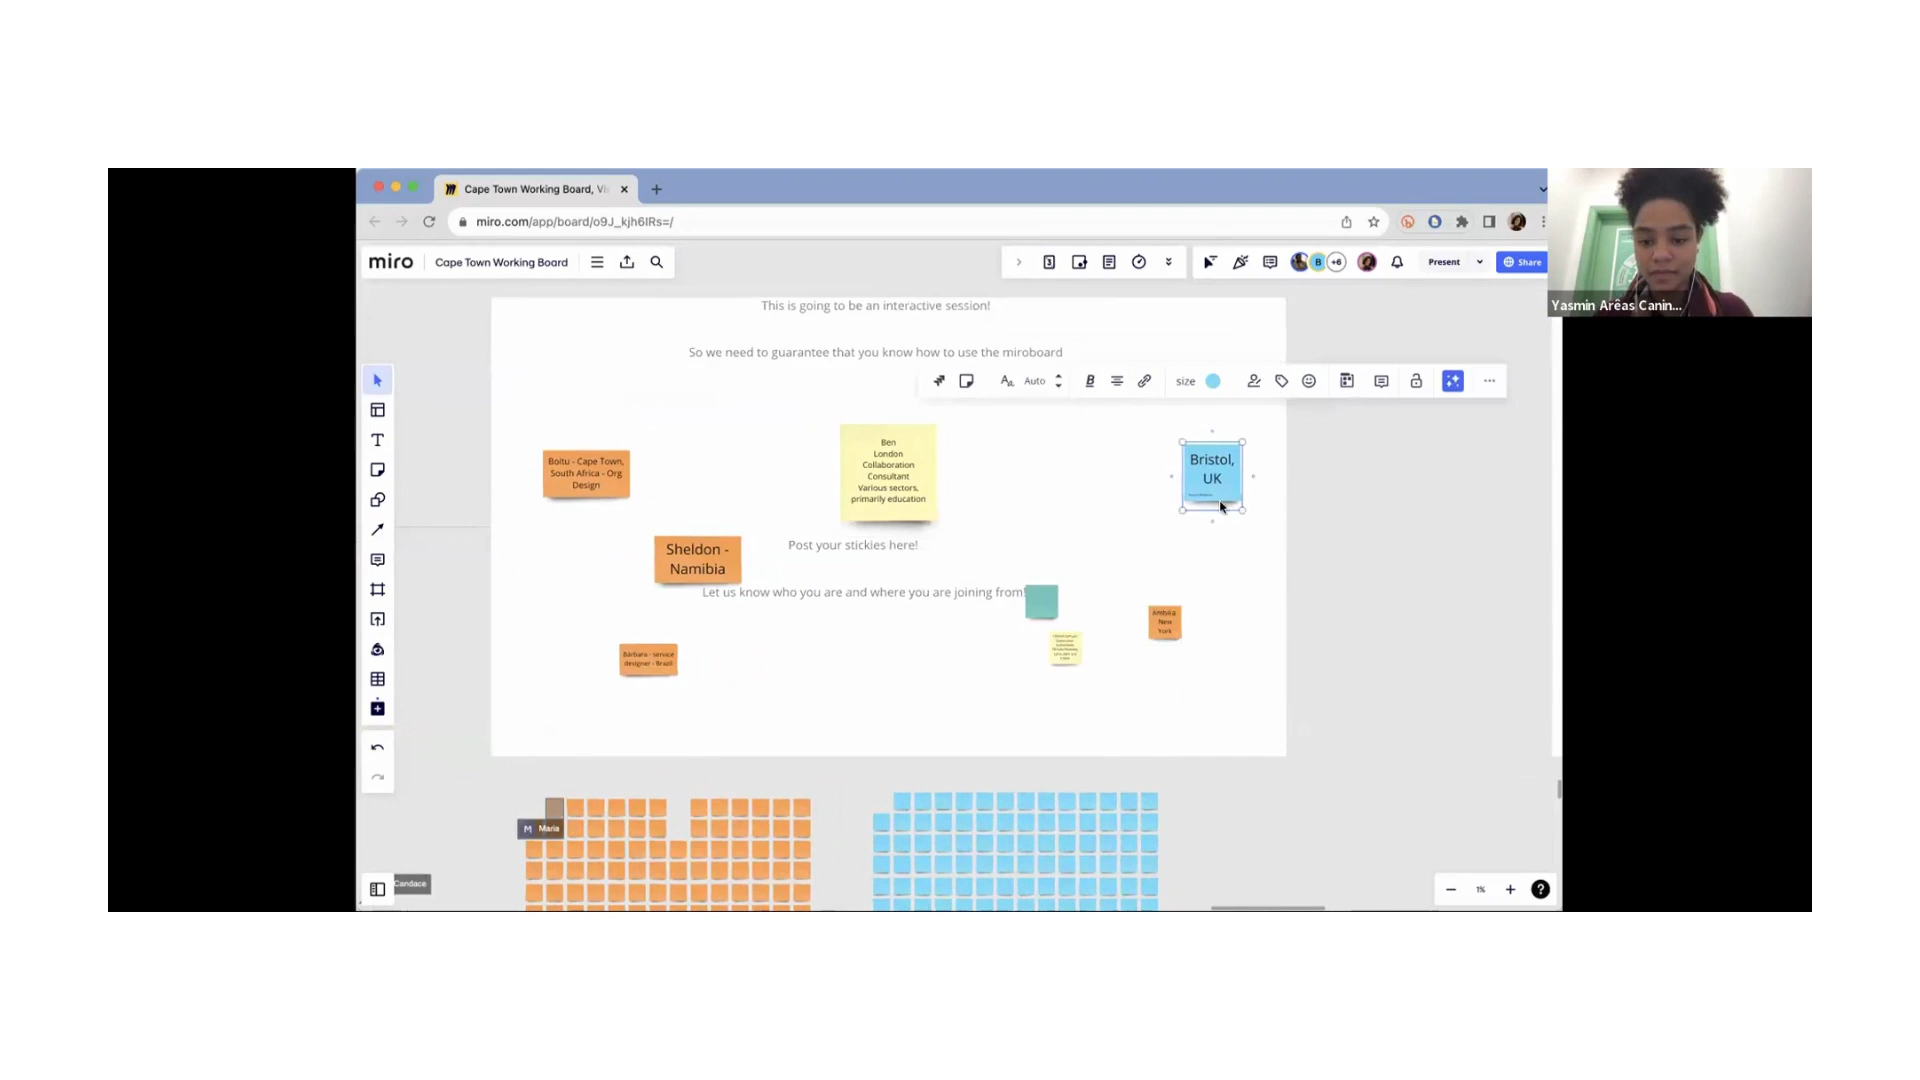 Cape Town Working Board, Vi
miro.com/app/board/o9J_kjh6IRs=/
miro
Cape Town Working Board
B
+6
Present
Share
Yasmin Arêas Canin...
This is going to be an interactive session!
So we need to guarantee that you know how to use the miroboard
Auto
B
size
Boitu - Cape Town,
South Africa - Org
Design
Ben
London
Collaboration
Consultant
Various sectors,
primarily education
Bristol,
UK
Sheldon -
Namibia
Post your stickies here!
Let us know who you are and where you are joining from!
Ambika
New
York
Bárbara - service
designer - Brazil
M Maria
Candace
1%